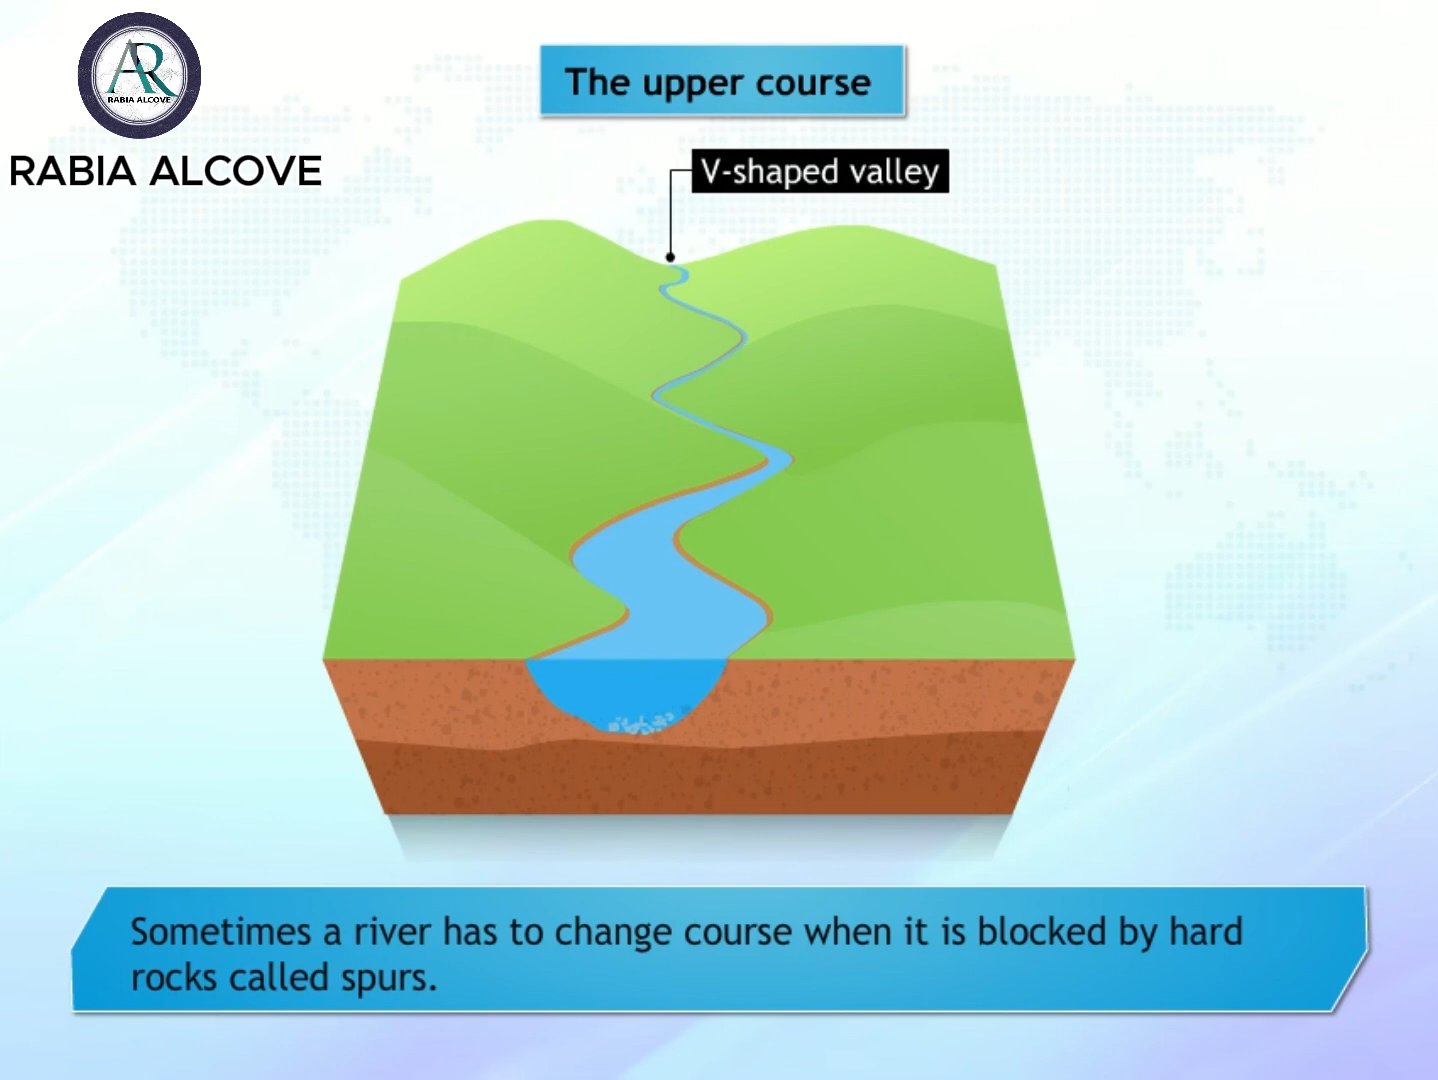 AR
RABIA ALCOVE
RABIA ALCOVE
The upper course
V-shaped valley
Sometimes a river has to change course when it is blocked by hard
rocks called spurs.